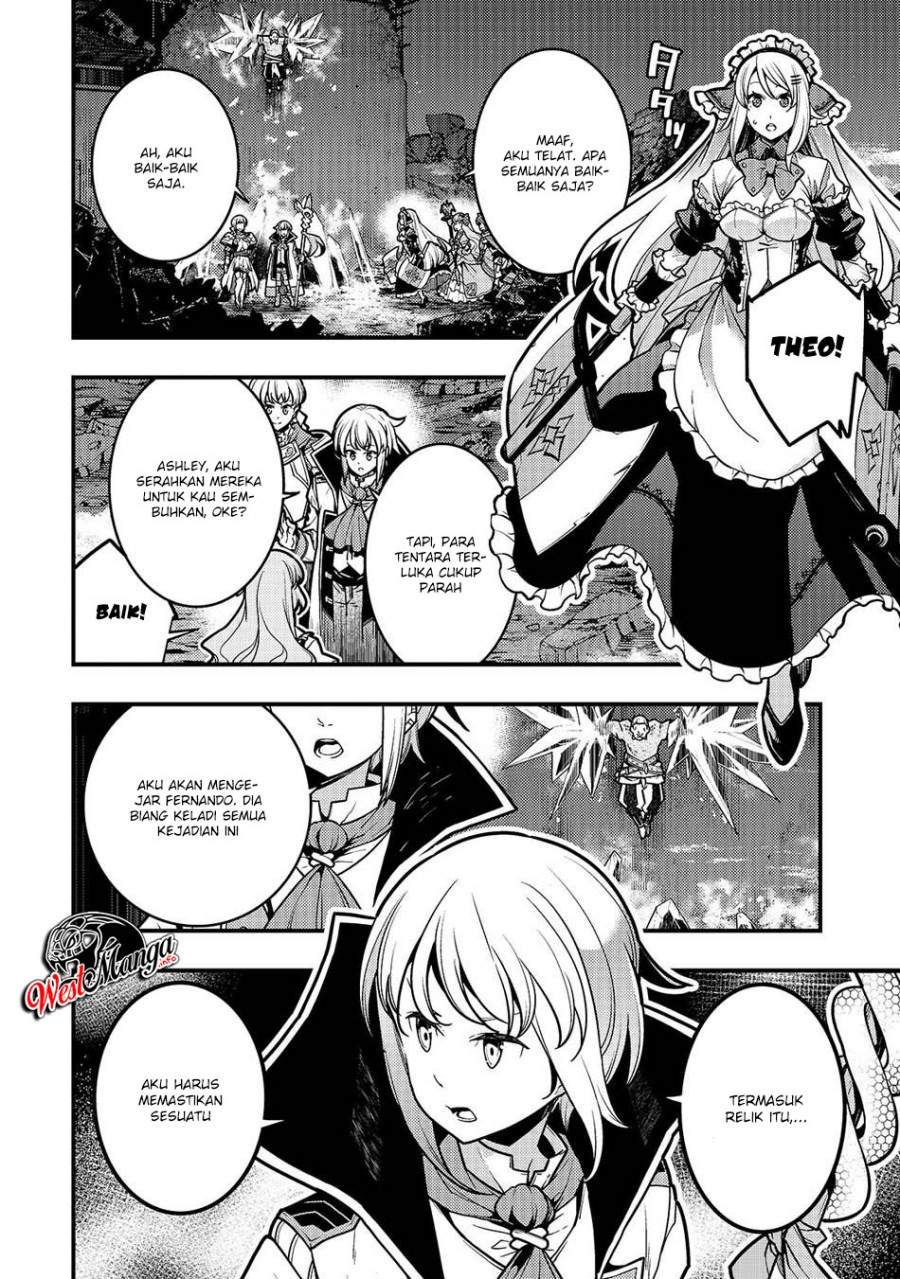 タタッ
THEO!
MAAF,
AKU TELAT. APA
SEMUANYA BAIK-
BAIK SAJA?
AH, AKU
BAIK-BAIK
SAJA.
TAPI, PARA
TENTARA TER-
LUKA CUKUP
PARAH
ASHLEY, AKU
SERAHKAN MEREKA
UNTUK KAU SEM-
BUHKAN, OKE?
BAIK!
AKU AKAN MENGE-
JAR FERNANDO. DIA
BIANG KELADI SEMUA
KEJADIAN INI
TERMASUK
RELIK ITU,...
AKU HARUS
MEMASTIKAN
SESUATU
WestManga
.info